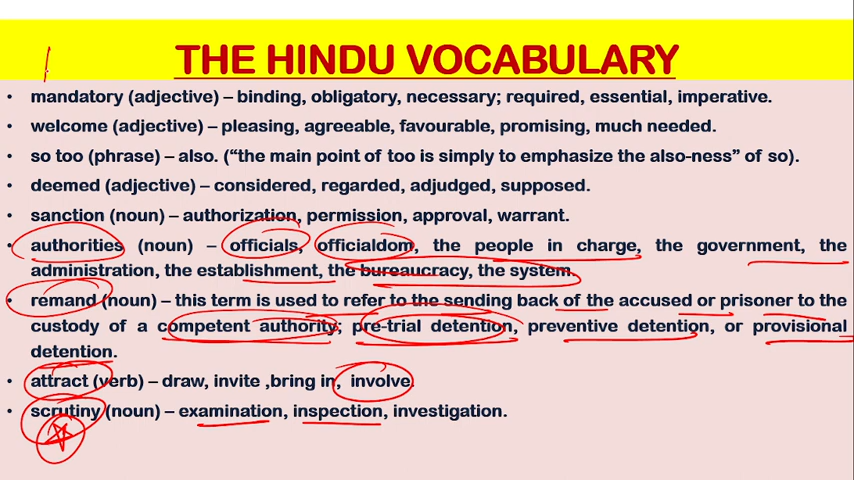 THE HINDU VOCABULARY
• mandatory (adjective) – binding, obligatory, necessary; required, essential, imperative.
• welcome (adjective) – pleasing, agreeable, favourable, promising, much needed.
• so too (phrase) – also. (“the main point of too is simply to emphasize the also-ness” of so).
• deemed (adjective) – considered, regarded, adjudged, supposed.
• sanction (noun) – authorization, permission, approval, warrant.
• authorities (noun) – officials, officialdom, the people in charge, the government, the
administration, the establishment, the bureaucracy, the system.
• remand (noun) – this term is used to refer to the sending back of the accused or prisoner to the
custody of a competent authority; pre-trial detention, preventive detention, or provisional
detention.
• attract (verb) – draw, invite ,bring in, involve.
• scrutiny (noun) – examination, inspection, investigation.